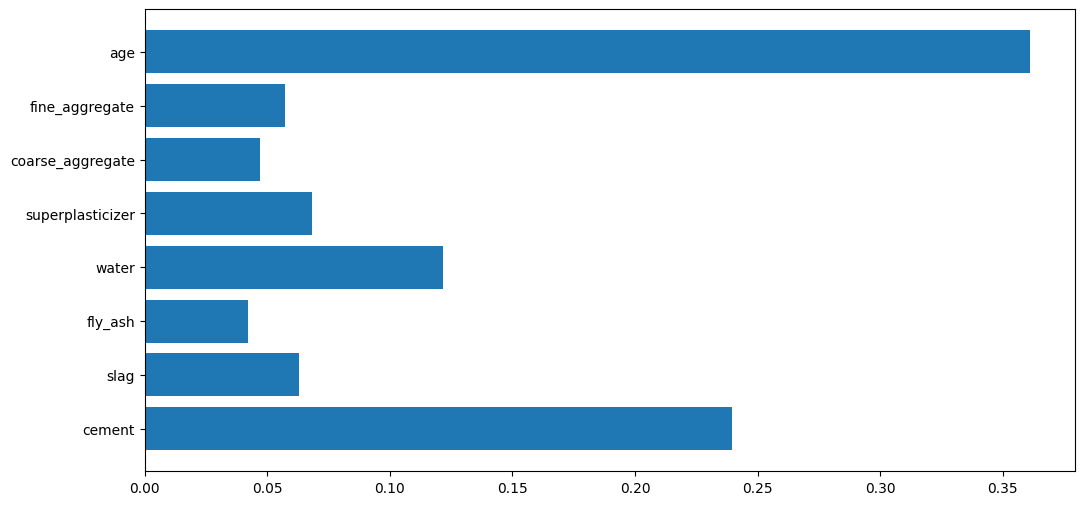 age
fine_aggregate
coarse_aggregate
superplasticizer
water
fly_ash
slag
cement
0.00 0.05 0.10 0.15 0.20 0.25 0.30 0.35